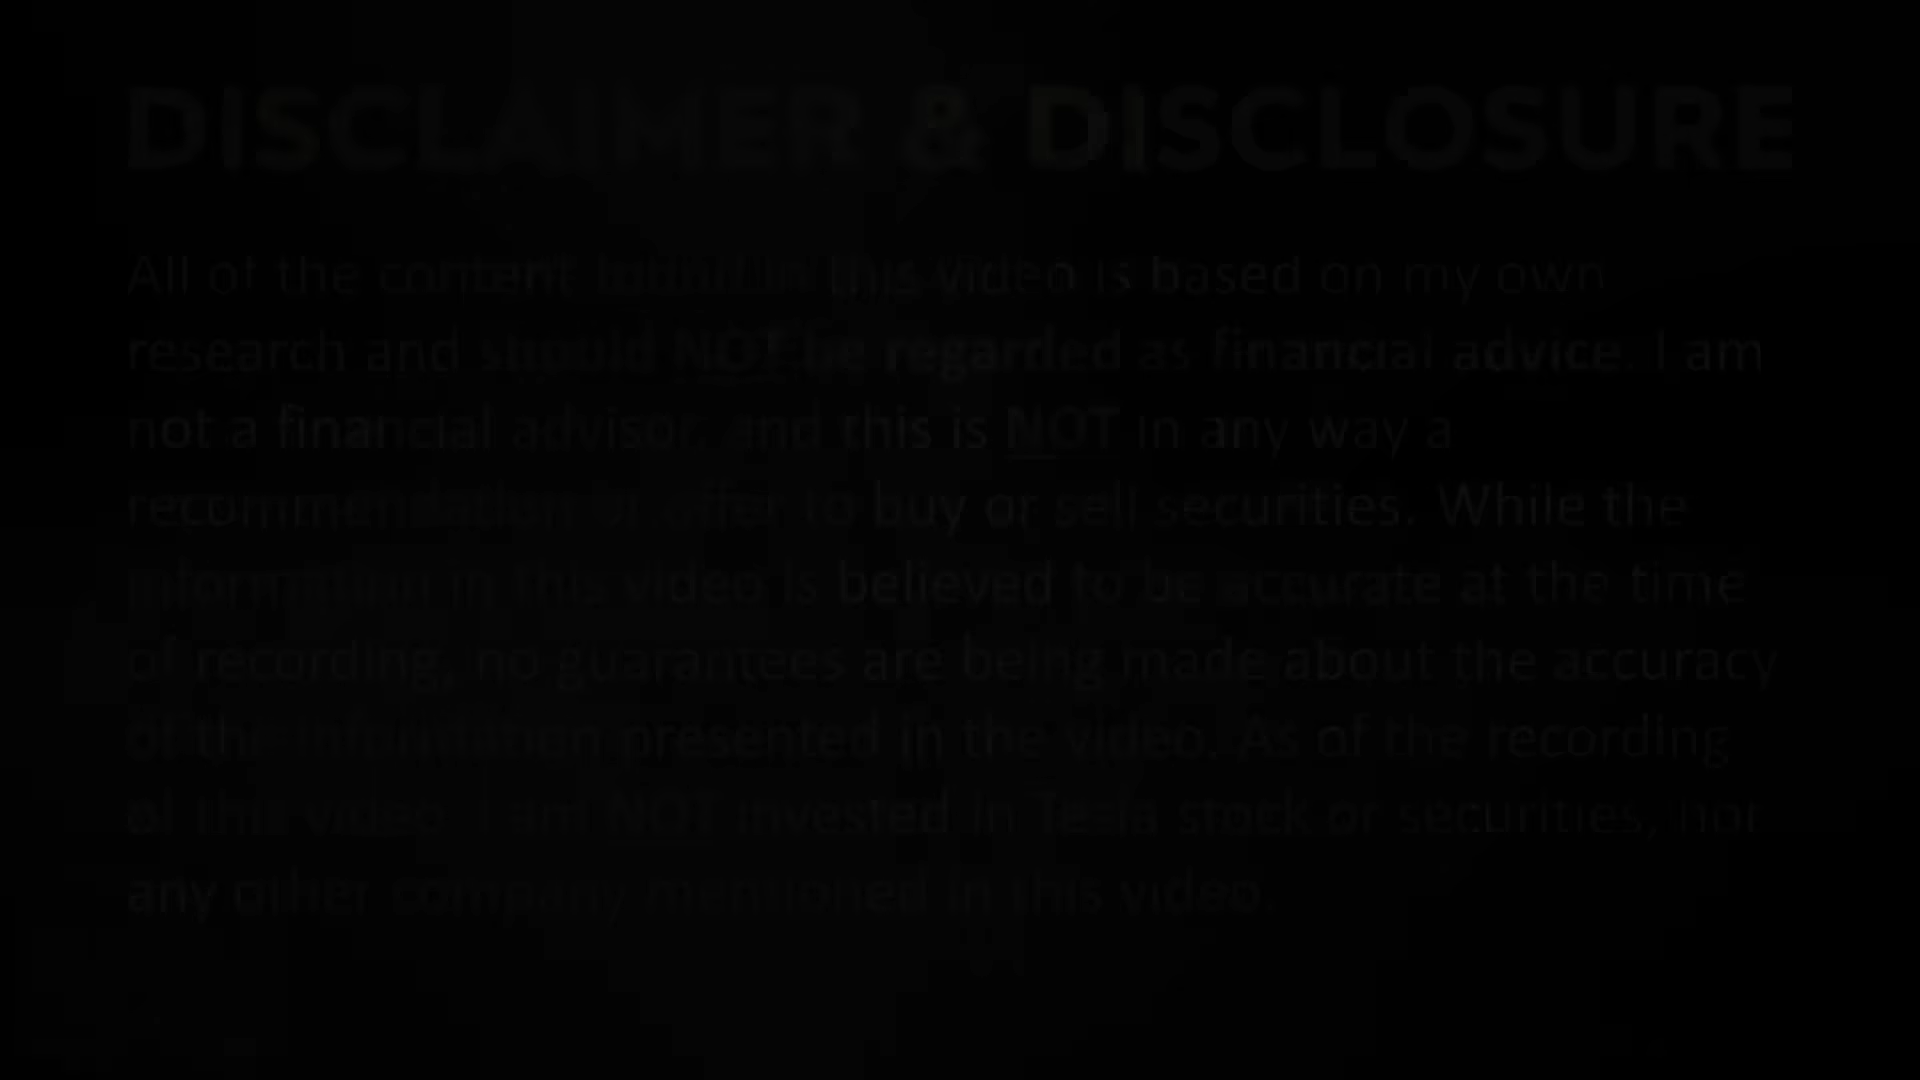 DISCLAIMER & DISCLOSURE
All of the content found in this video is based on my own
research and should NOT be regarded as financial advice. I am
not a financial advisor, and this is NOT in any way a
recommendation or offer to buy or sell securities. While the
information in this video is believed to be accurate at the time
of recording, no guarantees are being made about the accuracy
of the information presented in the video. As of the recording
of this video, I am NOT invested in Tesla stock or securities, nor
any other company mentioned in this video.